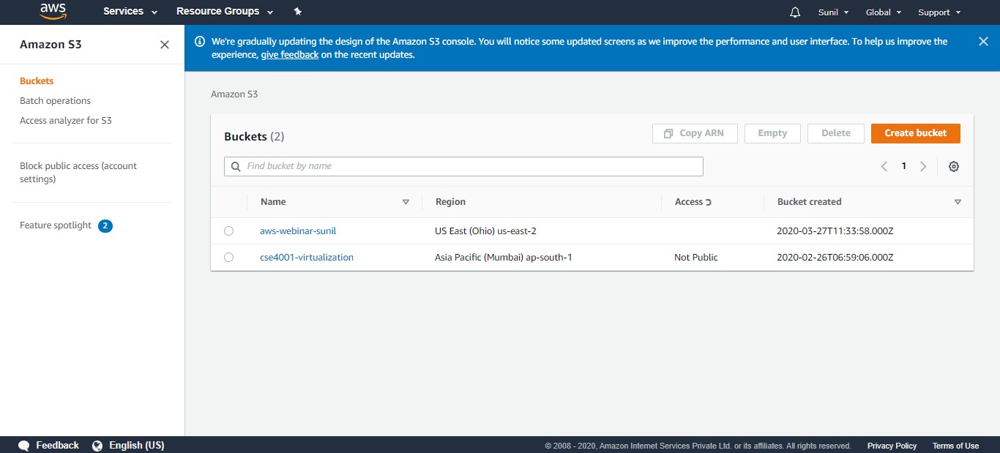 aws
Services
Resource Groups
Sunil
Global
Support
Amazon S3
Buckets
Batch operations
Access analyzer for S3
Block public access (account
settings)
Feature spotlight 2
We're gradually updating the design of the Amazon S3 console. You will notice some updated screens as we improve the performance and user interface. To help us improve the
experience, give feedback on the recent updates.
Amazon S3
Buckets (2)
Copy ARN
Empty
Delete
Create bucket
Find bucket by name
1
Name Region Access Bucket created
aws-webinar-sunil US East (Ohio) us-east-2 2020-03-27T11:33:58.000Z
cse4001-virtualization Asia Pacific (Mumbai) ap-south-1 Not Public 2020-02-26T06:59:06.000Z
Feedback
English (US)
© 2008 - 2020, Amazon Internet Services Private Ltd. or its affiliates. All rights reserved.
Privacy Policy
Terms of Use